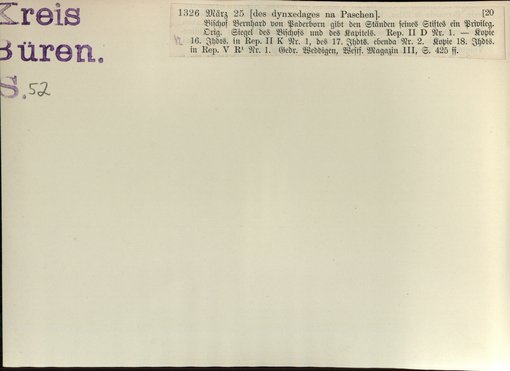 Kreis
Büren.
S. 52
1326 März 25 [des dynxedages na Paschen]. [20
Bischof Bernhard von Paderborn gibt den Ständen seines Stiftes ein Privileg.
Orig. Siegel des Bischofs und des Kapitels. Rep. II D Nr. 1. — Kopie
16. Jhdts. in Rep. II K Nr. 1, des 17. Jhdts. ebenda Nr. 2. Kopie 18. Jhdts.
in Rep. V R¹ Nr. 1. Gedr. Weddigen, Westf. Magazin III, S. 425 ff.